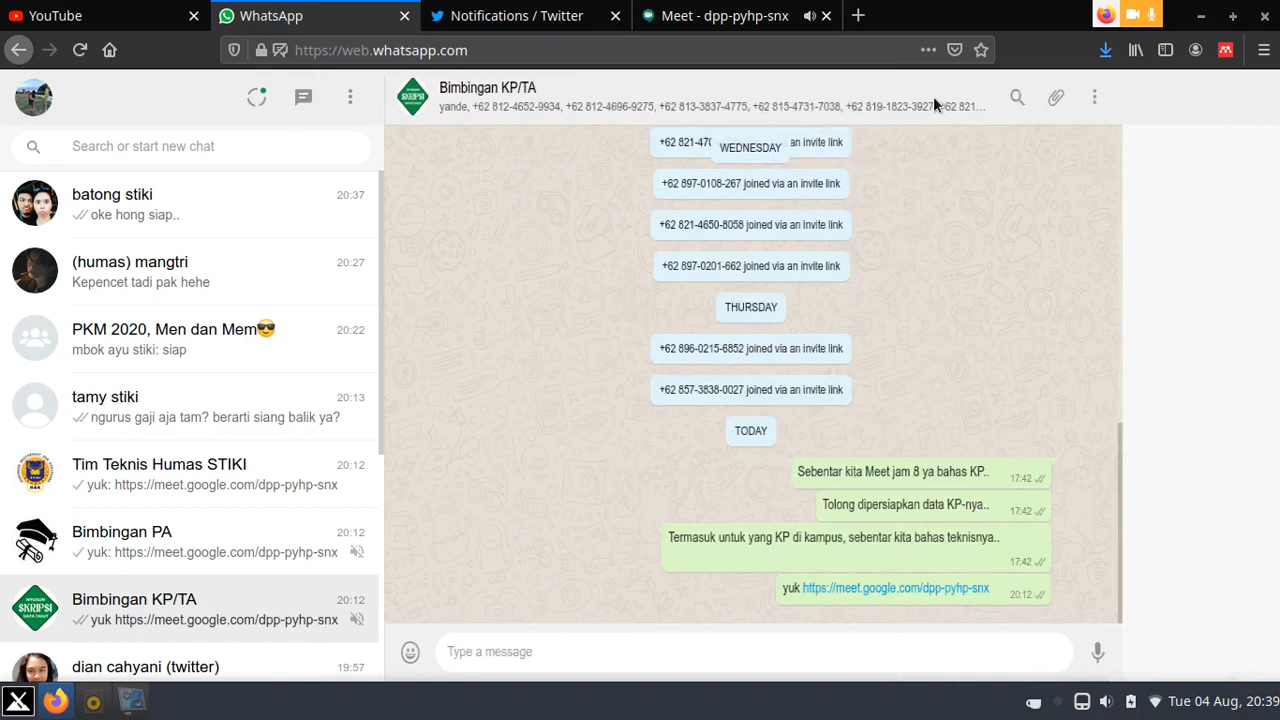 YouTube
WhatsApp
Notifications / Twitter
Meet - dpp-pyhp-snx
https://web.whatsapp.com
Bimbingan KP/TA
yande, +62 812-4652-9934, +62 812-4696-9275, +62 813-3837-4775, +62 815-4731-7038, +62 819-1823-3927, +62 821...
Search or start new chat
batong stiki
20:37
oke hong siap..
(humas) mangtri
20:27
Kepencet tadi pak hehe
PKM 2020, Men dan Mem😎
20:22
mbok ayu stiki: siap
tamy stiki
20:13
ngurus gaji aja tam? berarti siang balik ya?
Tim Teknis Humas STIKI
20:12
yuk: https://meet.google.com/dpp-pyhp-snx
Bimbingan PA
20:12
yuk: https://meet.google.com/dpp-pyhp-snx
SKRIPSI
Bimbingan KP/TA
20:12
yuk https://meet.google.com/dpp-pyhp-snx
dian cahyani (twitter)
19:57
+62 821-470 an invite link
WEDNESDAY
+62 897-0108-267 joined via an invite link
+62 821-4650-8058 joined via an invite link
+62 897-0201-662 joined via an invite link
THURSDAY
+62 896-0215-6852 joined via an invite link
+62 857-3838-0027 joined via an invite link
TODAY
Sebentar kita Meet jam 8 ya bahas KP..
17:42
Tolong dipersiapkan data KP-nya..
17:42
Termasuk untuk yang KP di kampus, sebentar kita bahas teknisnya..
17:42
yuk https://meet.google.com/dpp-pyhp-snx
20:12
Type a message
Tue 04 Aug, 20:39